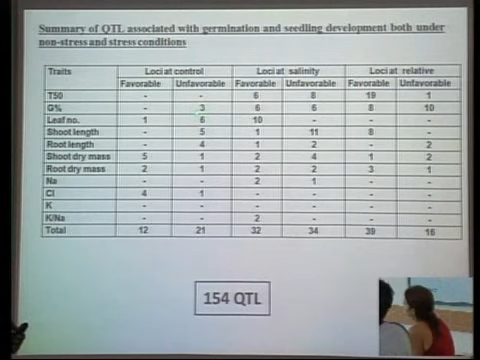 Summary of QTL associated with germination and seedling development both under
non-stress and stress conditions
Traits Loci at control Loci at salinity Loci at relative
Favorable Unfavorable Favorable Unfavorable Favorable Unfavorable
T50 - - 6 8 19 1
G% - 3 6 6 8 10
Leaf no. 1 6 10 - - -
Shoot length - 5 1 11 8 -
Root length - 4 1 2 - 2
Shoot dry mass 5 1 2 4 1 2
Root dry mass 2 1 2 2 3 1
Na - - 2 1 - -
Cl 4 1 - - - -
K - - - - - -
K/Na - - 2 - - -
Total 12 21 32 34 39 16
154 QTL